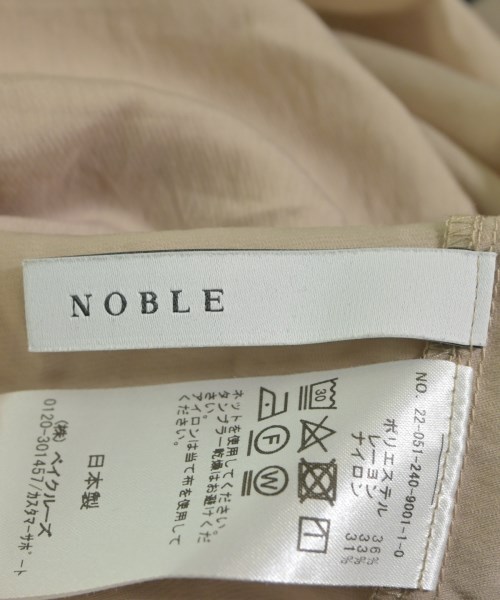 NOBLE
NO. 22-051-240-9001-1-0
ポリエステル 36
レーヨン 33
ナイロン 31
30
F
W
ネットを使用してください。
タンブラー乾燥はお避けくだ
さい。
アイロンは当て布を使用して
ください。
日本製
(株)ベイクルーズ
0120-301457/カスタマーサポート